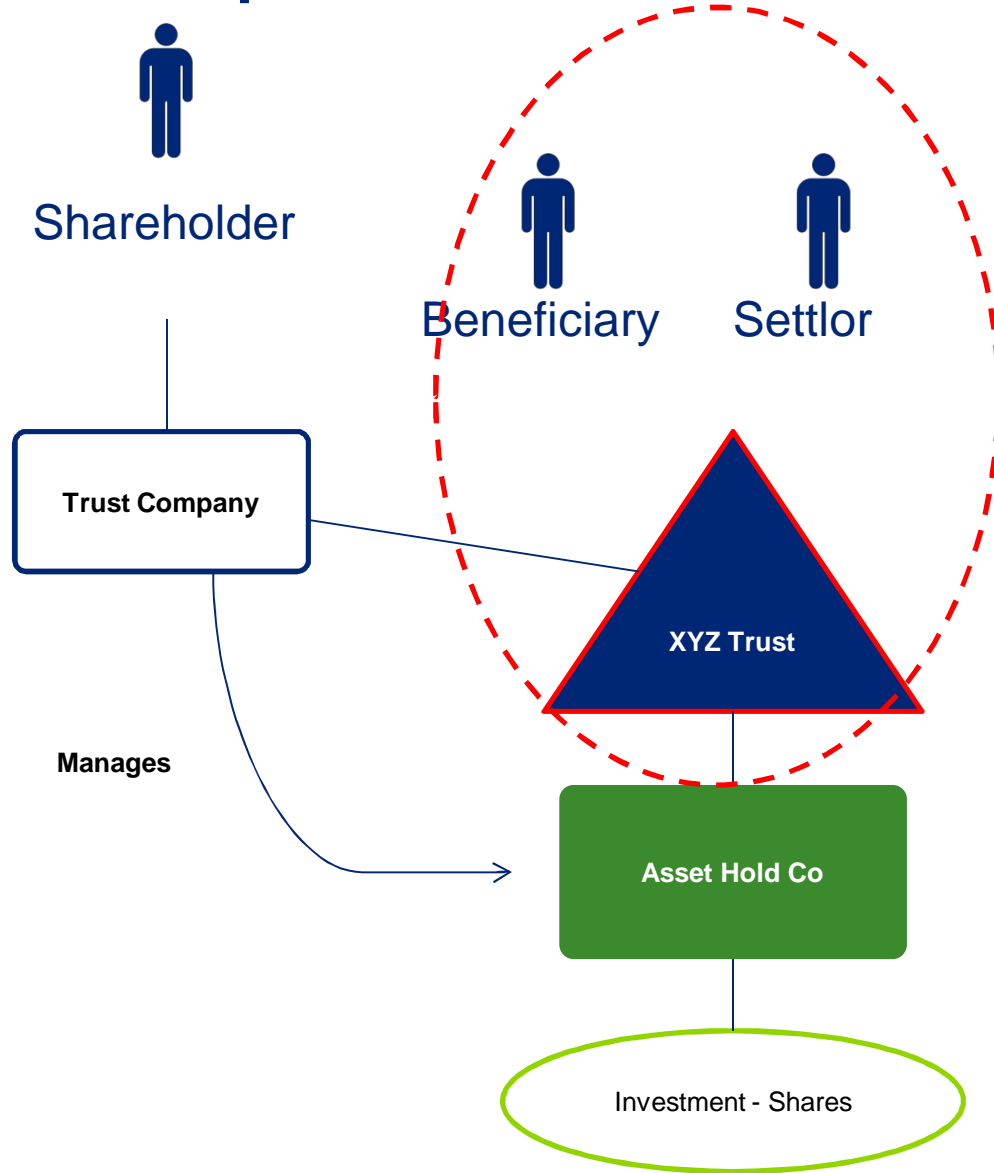 Shareholder
Beneficiary
Settlor
Trust Company
XYZ Trust
Manages
Asset Hold Co
Investment - Shares